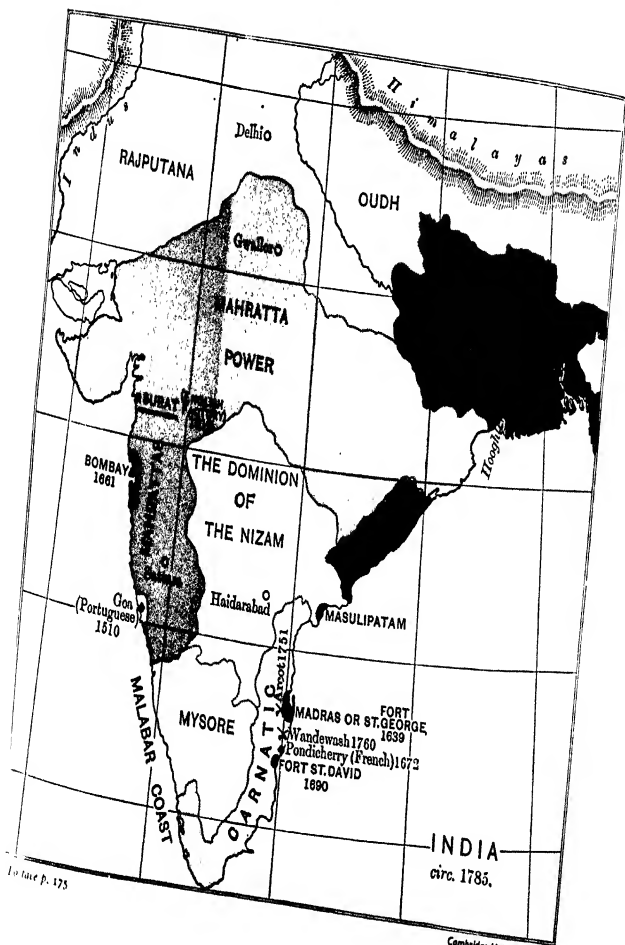 Himalayas
Indus
Delhi
RAJPUTANA
OUDH
Gwalior
MAHRATTA
POWER
SURAT
Hooghly
BOMBAY
1661
THE DOMINION
OF
THE NIZAM
Satara
Goa
(Portuguese)
1510
Haidarabad
MASULIPATAM
Arcot 1751
MALABAR COAST
MYSORE
CARNATIC
MADRAS OR ST. GEORGE,
FORT
1639
Wandewash 1760
Pondicherry (French) 1672
FORT ST. DAVID
1690
INDIA
circ. 1785.
To face p. 175